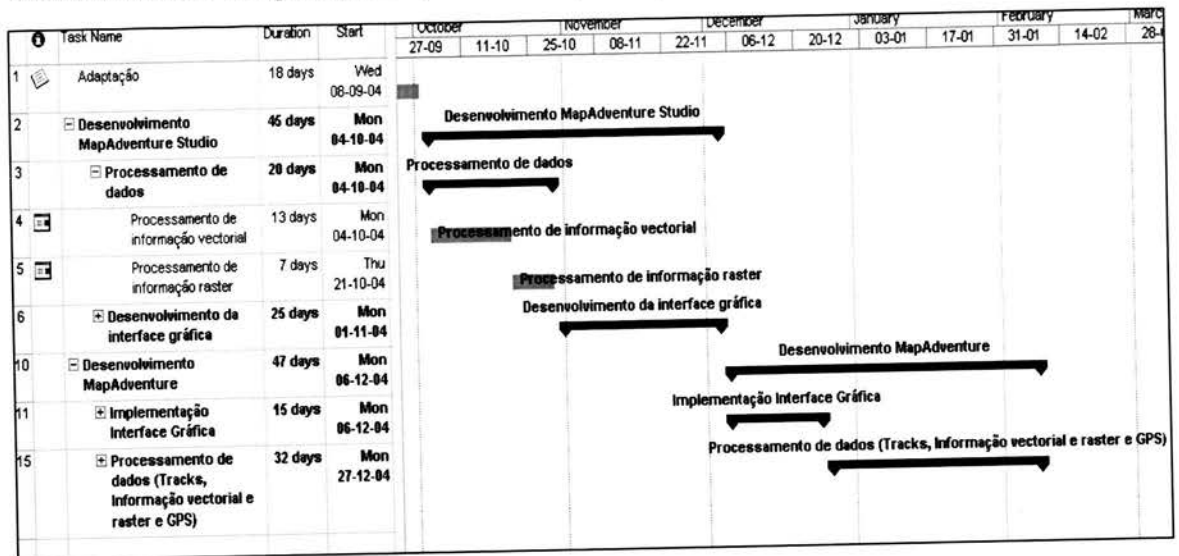 Task Name Duration Start October November December January February Marc
27-09 11-10 25-10 08-11 22-11 06-12 20-12 03-01 17-01 31-01 14-02
1 Adaptação 18 days Wed
08-09-04
2 Desenvolvimento 45 days Mon Desenvolvimento MapAdventure Studio
MapAdventure Studio 04-10-04
3 Processamento de 20 days Mon Processamento de dados
dados 04-10-04
4 Processamento de 13 days Mon Processamento de informação vectorial
informação vectorial 04-10-04
5 Processamento de 7 days Thu Processamento de informação raster
informação raster 21-10-04
6 Desenvolvimento da 25 days Mon Desenvolvimento da interface gráfica
interface gráfica 01-11-04
10 Desenvolvimento 47 days Mon Desenvolvimento MapAdventure
MapAdventure 06-12-04
11 Implementação 15 days Mon Implementação Interface Gráfica
Interface Gráfica 06-12-04
15 Processamento de 32 days Mon Processamento de dados (Tracks, Informação vectorial e raster e GPS)
dados (Tracks, 27-12-04
Informação vectorial e
raster e GPS)